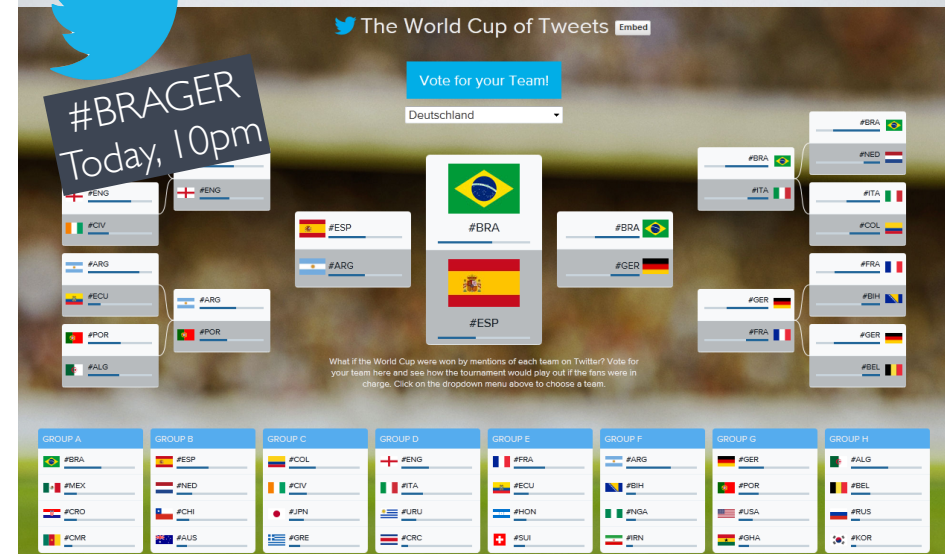 The World Cup of Tweets Embed
Vote for your Team!
Deutschland
#BRAGER
Today, 10pm
#ENG
#CIV
#ENG
#ARG
#ECU
#POR
#ALG
#ARG
#POR
#ESP
#ARG
#BRA
#ESP
#BRA
#GER
#BRA
#ITA
#GER
#FRA
#BRA
#NED
#ITA
#COL
#FRA
#BIH
#GER
#BEL
What if the World Cup were won by mentions of each team on Twitter? Vote for
your team here and see how the tournament would play out if the fans were in
charge. Click on the dropdown menu above to choose a team.
GROUP A
#BRA
#MEX
#CRO
#CMR
GROUP B
#ESP
#NED
#CHI
#AUS
GROUP C
#COL
#CIV
#JPN
#GRE
GROUP D
#ENG
#ITA
#URU
#CRC
GROUP E
#FRA
#ECU
#HON
#SUI
GROUP F
#ARG
#BIH
#NGA
#IRN
GROUP G
#GER
#POR
#USA
#GHA
GROUP H
#ALG
#BEL
#RUS
#KOR